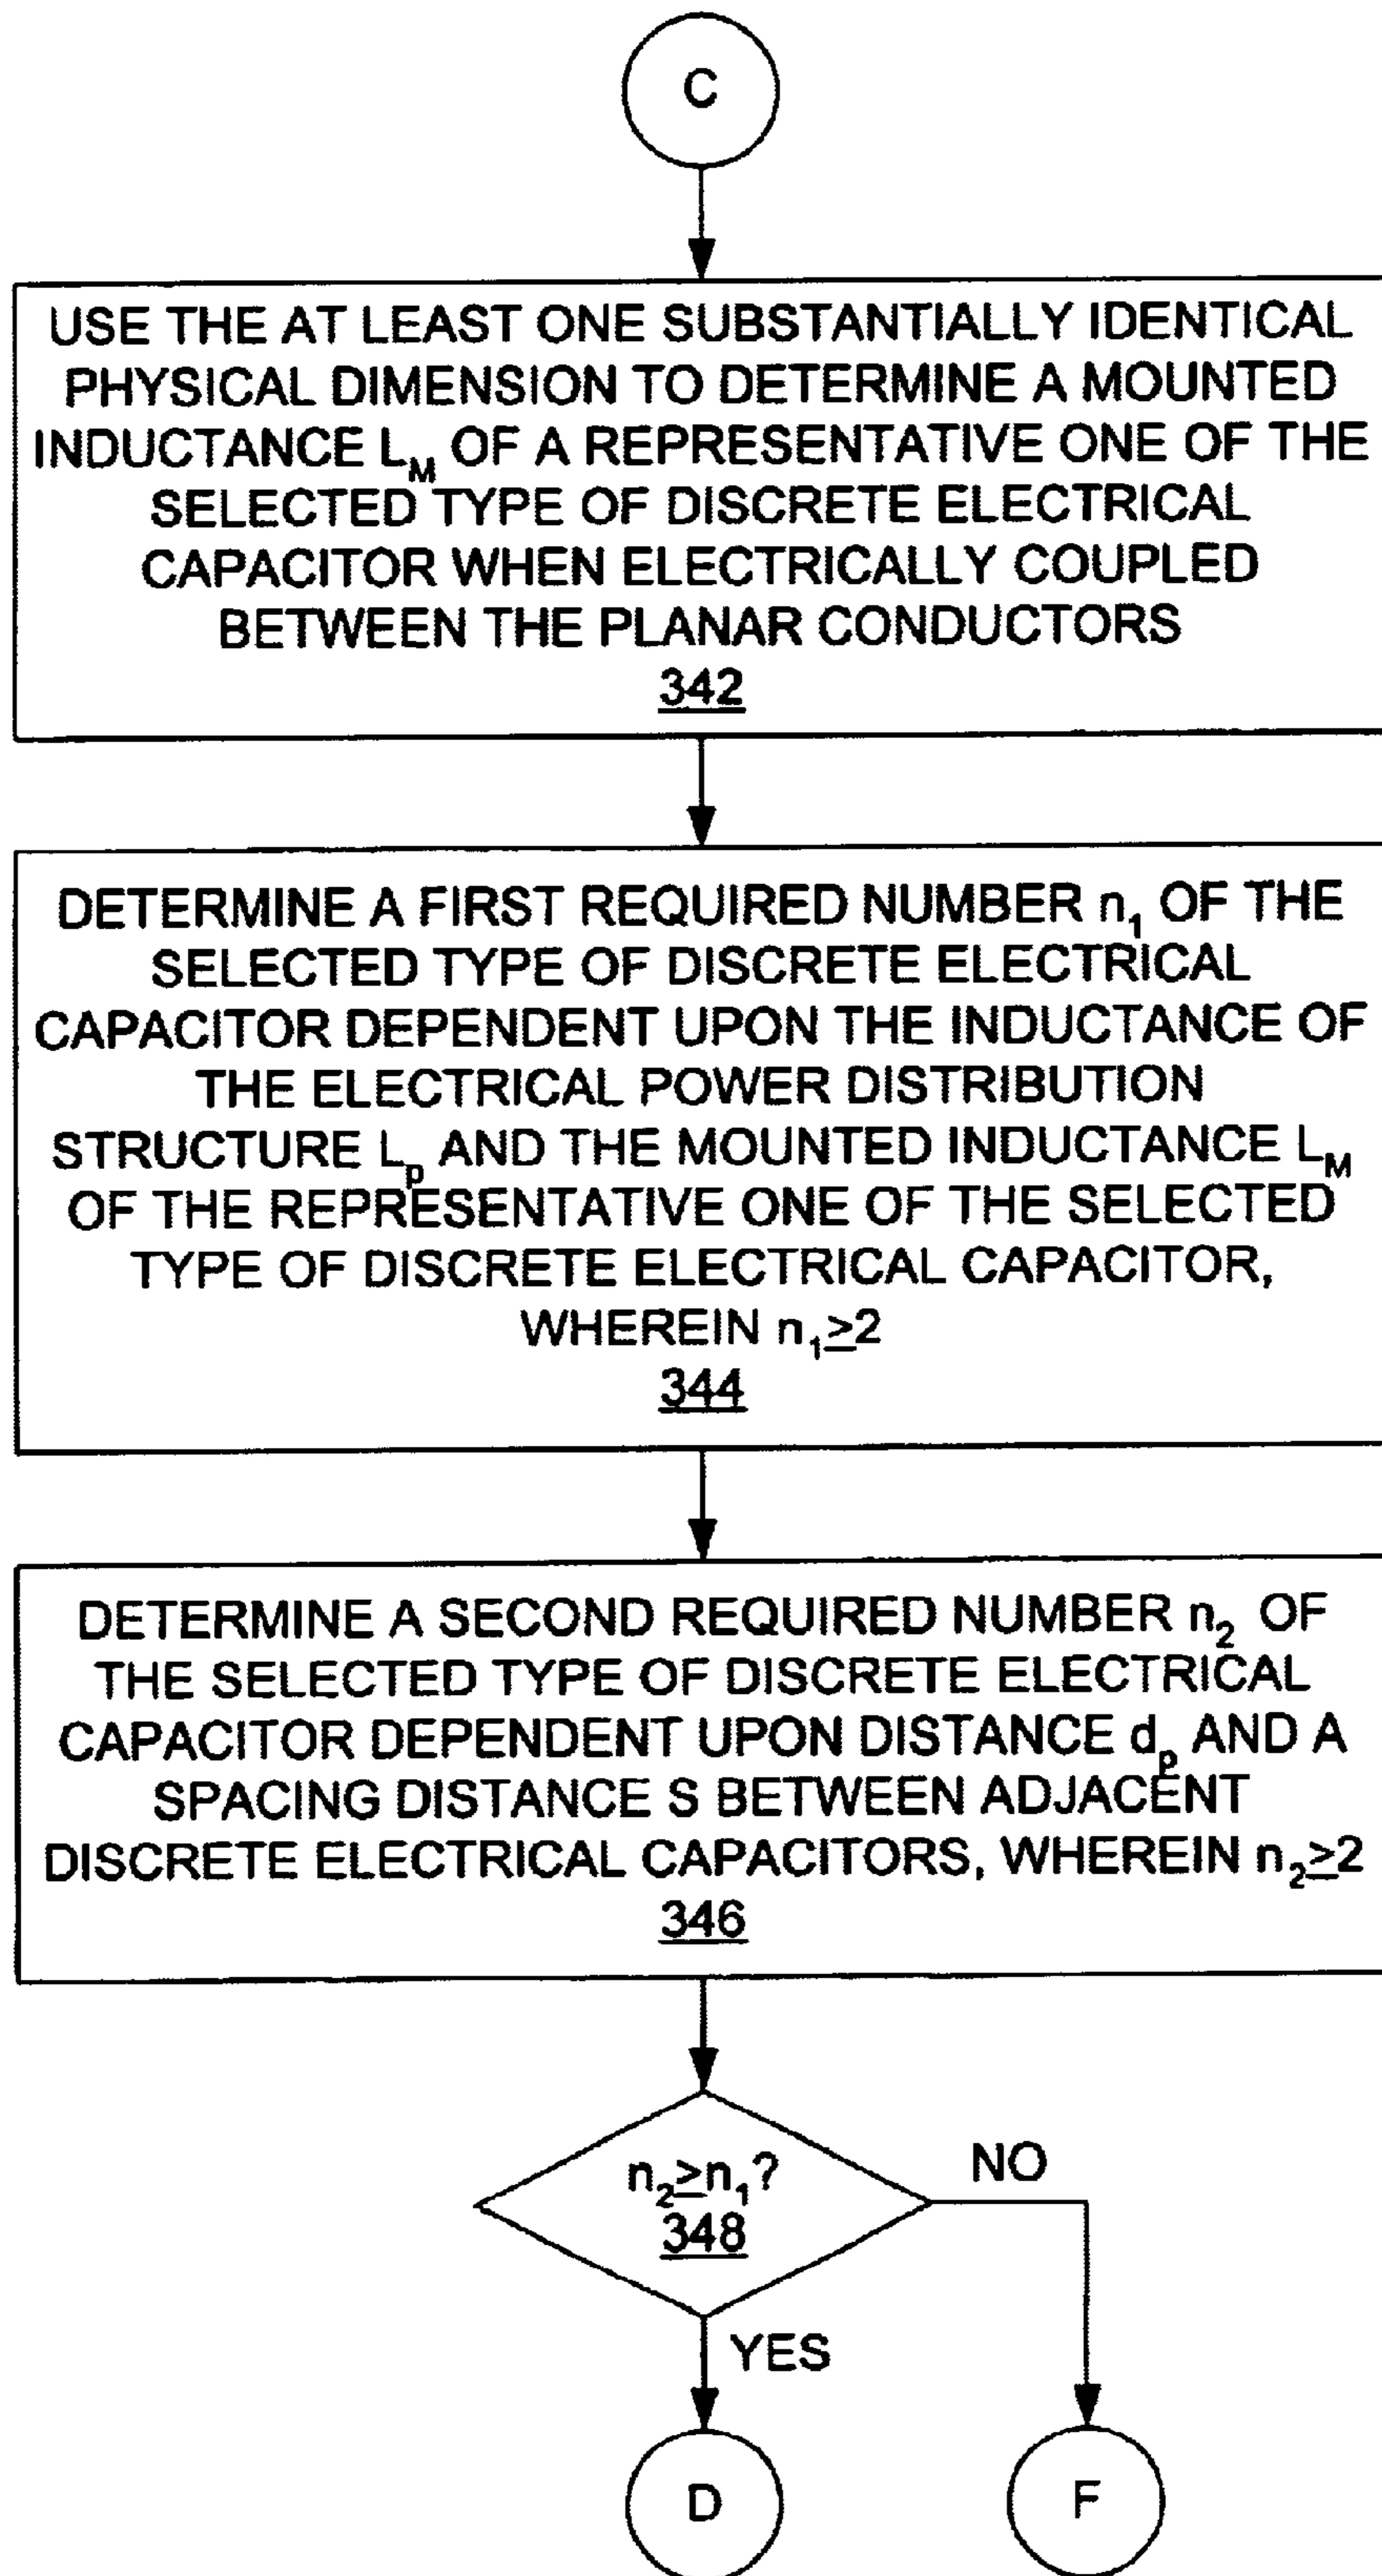 C
USE THE AT LEAST ONE SUBSTANTIALLY IDENTICAL
PHYSICAL DIMENSION TO DETERMINE A MOUNTED
INDUCTANCE L_M OF A REPRESENTATIVE ONE OF THE
SELECTED TYPE OF DISCRETE ELECTRICAL
CAPACITOR WHEN ELECTRICALLY COUPLED
BETWEEN THE PLANAR CONDUCTORS
342
DETERMINE A FIRST REQUIRED NUMBER n₁ OF THE
SELECTED TYPE OF DISCRETE ELECTRICAL
CAPACITOR DEPENDENT UPON THE INDUCTANCE OF
THE ELECTRICAL POWER DISTRIBUTION
STRUCTURE Lₚ AND THE MOUNTED INDUCTANCE L_M
OF THE REPRESENTATIVE ONE OF THE SELECTED
TYPE OF DISCRETE ELECTRICAL CAPACITOR,
WHEREIN n₁≥2
344
DETERMINE A SECOND REQUIRED NUMBER n₂ OF
THE SELECTED TYPE OF DISCRETE ELECTRICAL
CAPACITOR DEPENDENT UPON DISTANCE dₚ AND A
SPACING DISTANCE S BETWEEN ADJACENT
DISCRETE ELECTRICAL CAPACITORS, WHEREIN n₂≥2
346
n₂≥n₁?
348
NO
YES
D
F